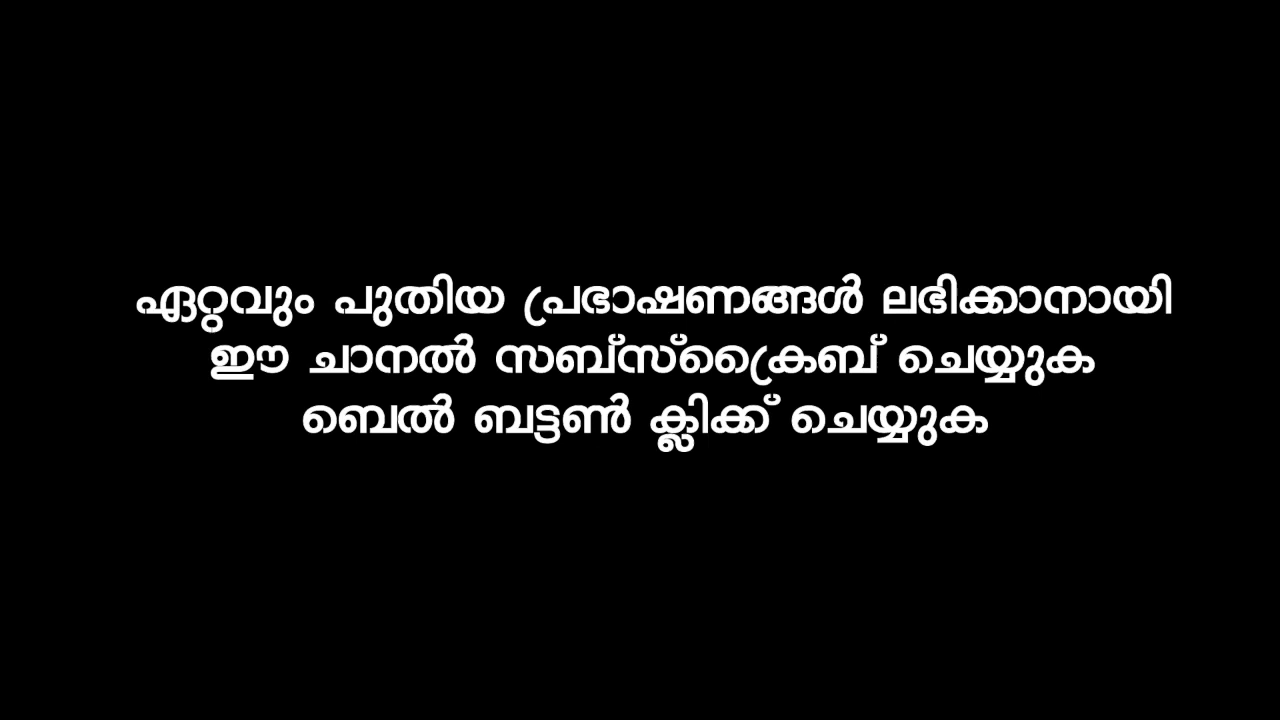 ഏറ്റവും പുതിയ പ്രഭാഷണങ്ങൾ ലഭിക്കാനായി
ഈ ചാനൽ സബ്സ്ക്രൈബ് ചെയ്യുക
ബെൽ ബട്ടൺ ക്ലിക്ക് ചെയ്യുക